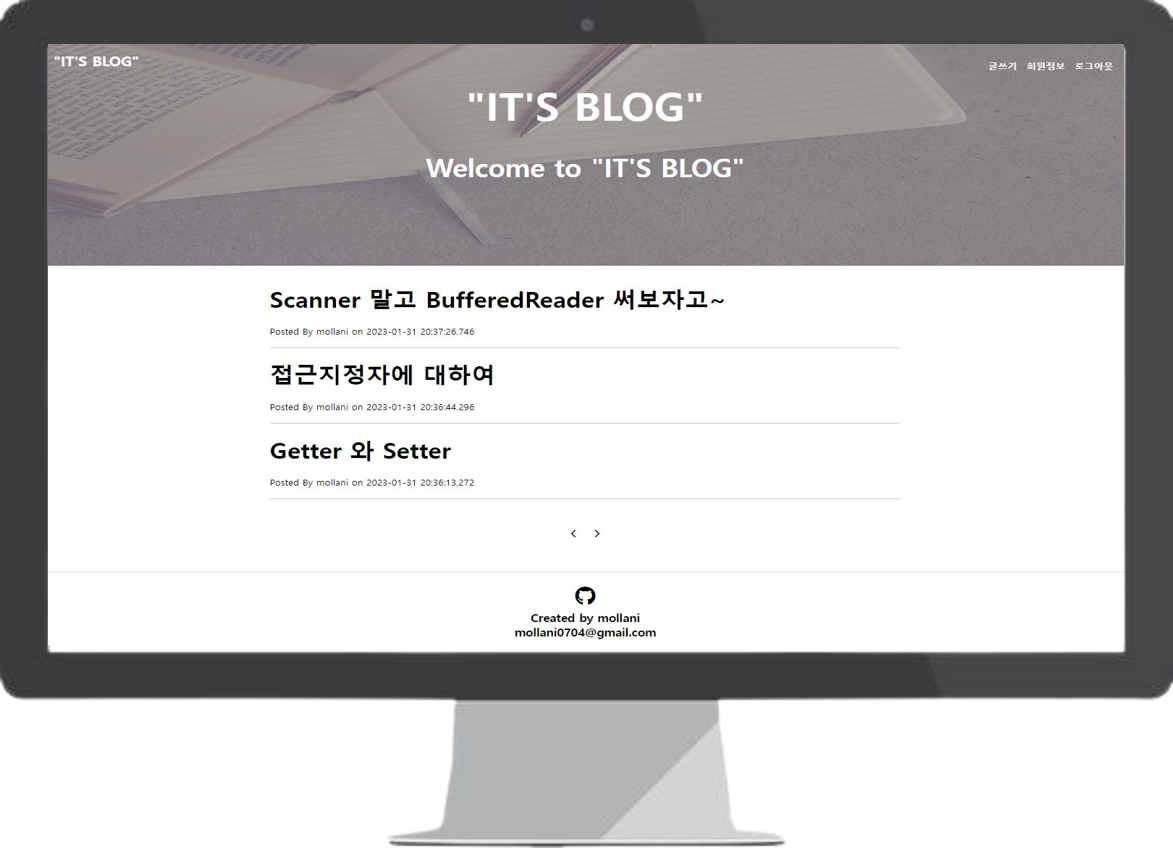 "IT'S BLOG"
글쓰기 회원정보 로그아웃
"IT'S BLOG"
Welcome to "IT'S BLOG"
Scanner 말고 BufferedReader 써보자고~
Posted By mollani on 2023-01-31 20:37:26.746
접근지정자에 대하여
Posted By mollani on 2023-01-31 20:36:44.296
Getter 와 Setter
Posted By mollani on 2023-01-31 20:36:13.272
< >
Created by mollani
mollani0704@gmail.com